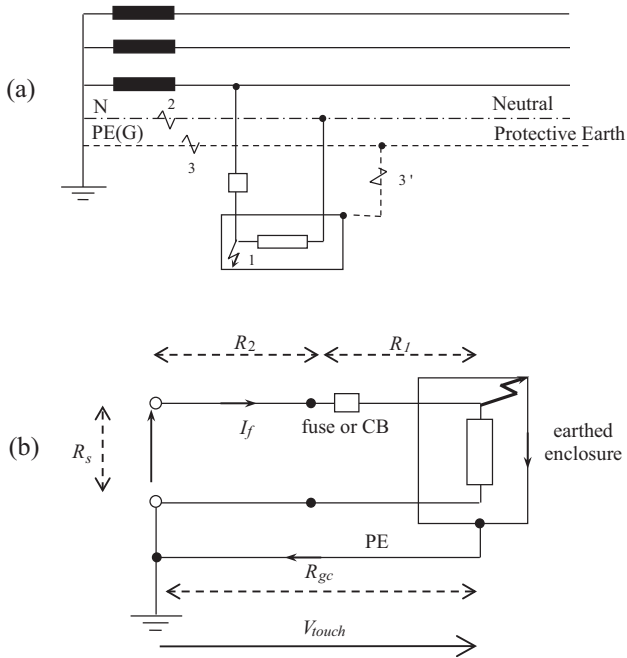 (a)
N
2
Neutral
PE(G)
Protective Earth
3
3 '
1
R2
R1
(b)
Rs
If
fuse or CB
earthed
enclosure
PE
Rgc
Vtouch